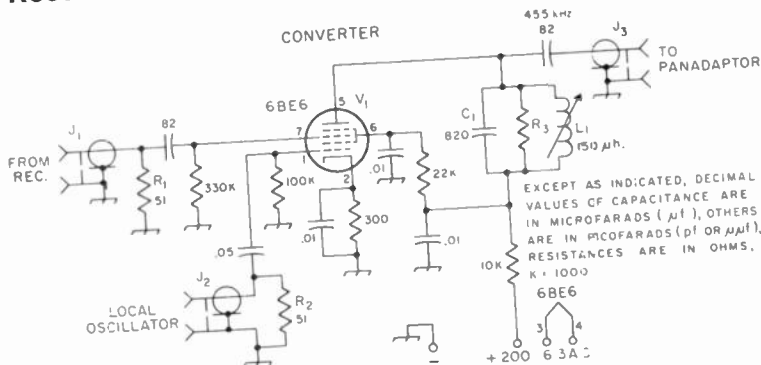 CONVERTER
455 kHz
82
J3
TO
PANADAPTOR
6BE6
V1
5
7
6
1
2
J1
82
FROM
REC.
R1
51
330K
100K
.01
300
.01
22K
.01
C1
820
R3
L1
1510 µh.
.05
J2
LOCAL
OSCILLATOR
R2
51
10K
EXCEPT AS INDICATED, DECIMAL
VALUES OF CAPACITANCE ARE
IN MICROFARADS (µf), OTHERS
ARE IN PICOFARADS (pf OR µµf),
RESISTANCES ARE IN OHMS,
K = 1000
6BE6
3
4
–
+200
6 3A